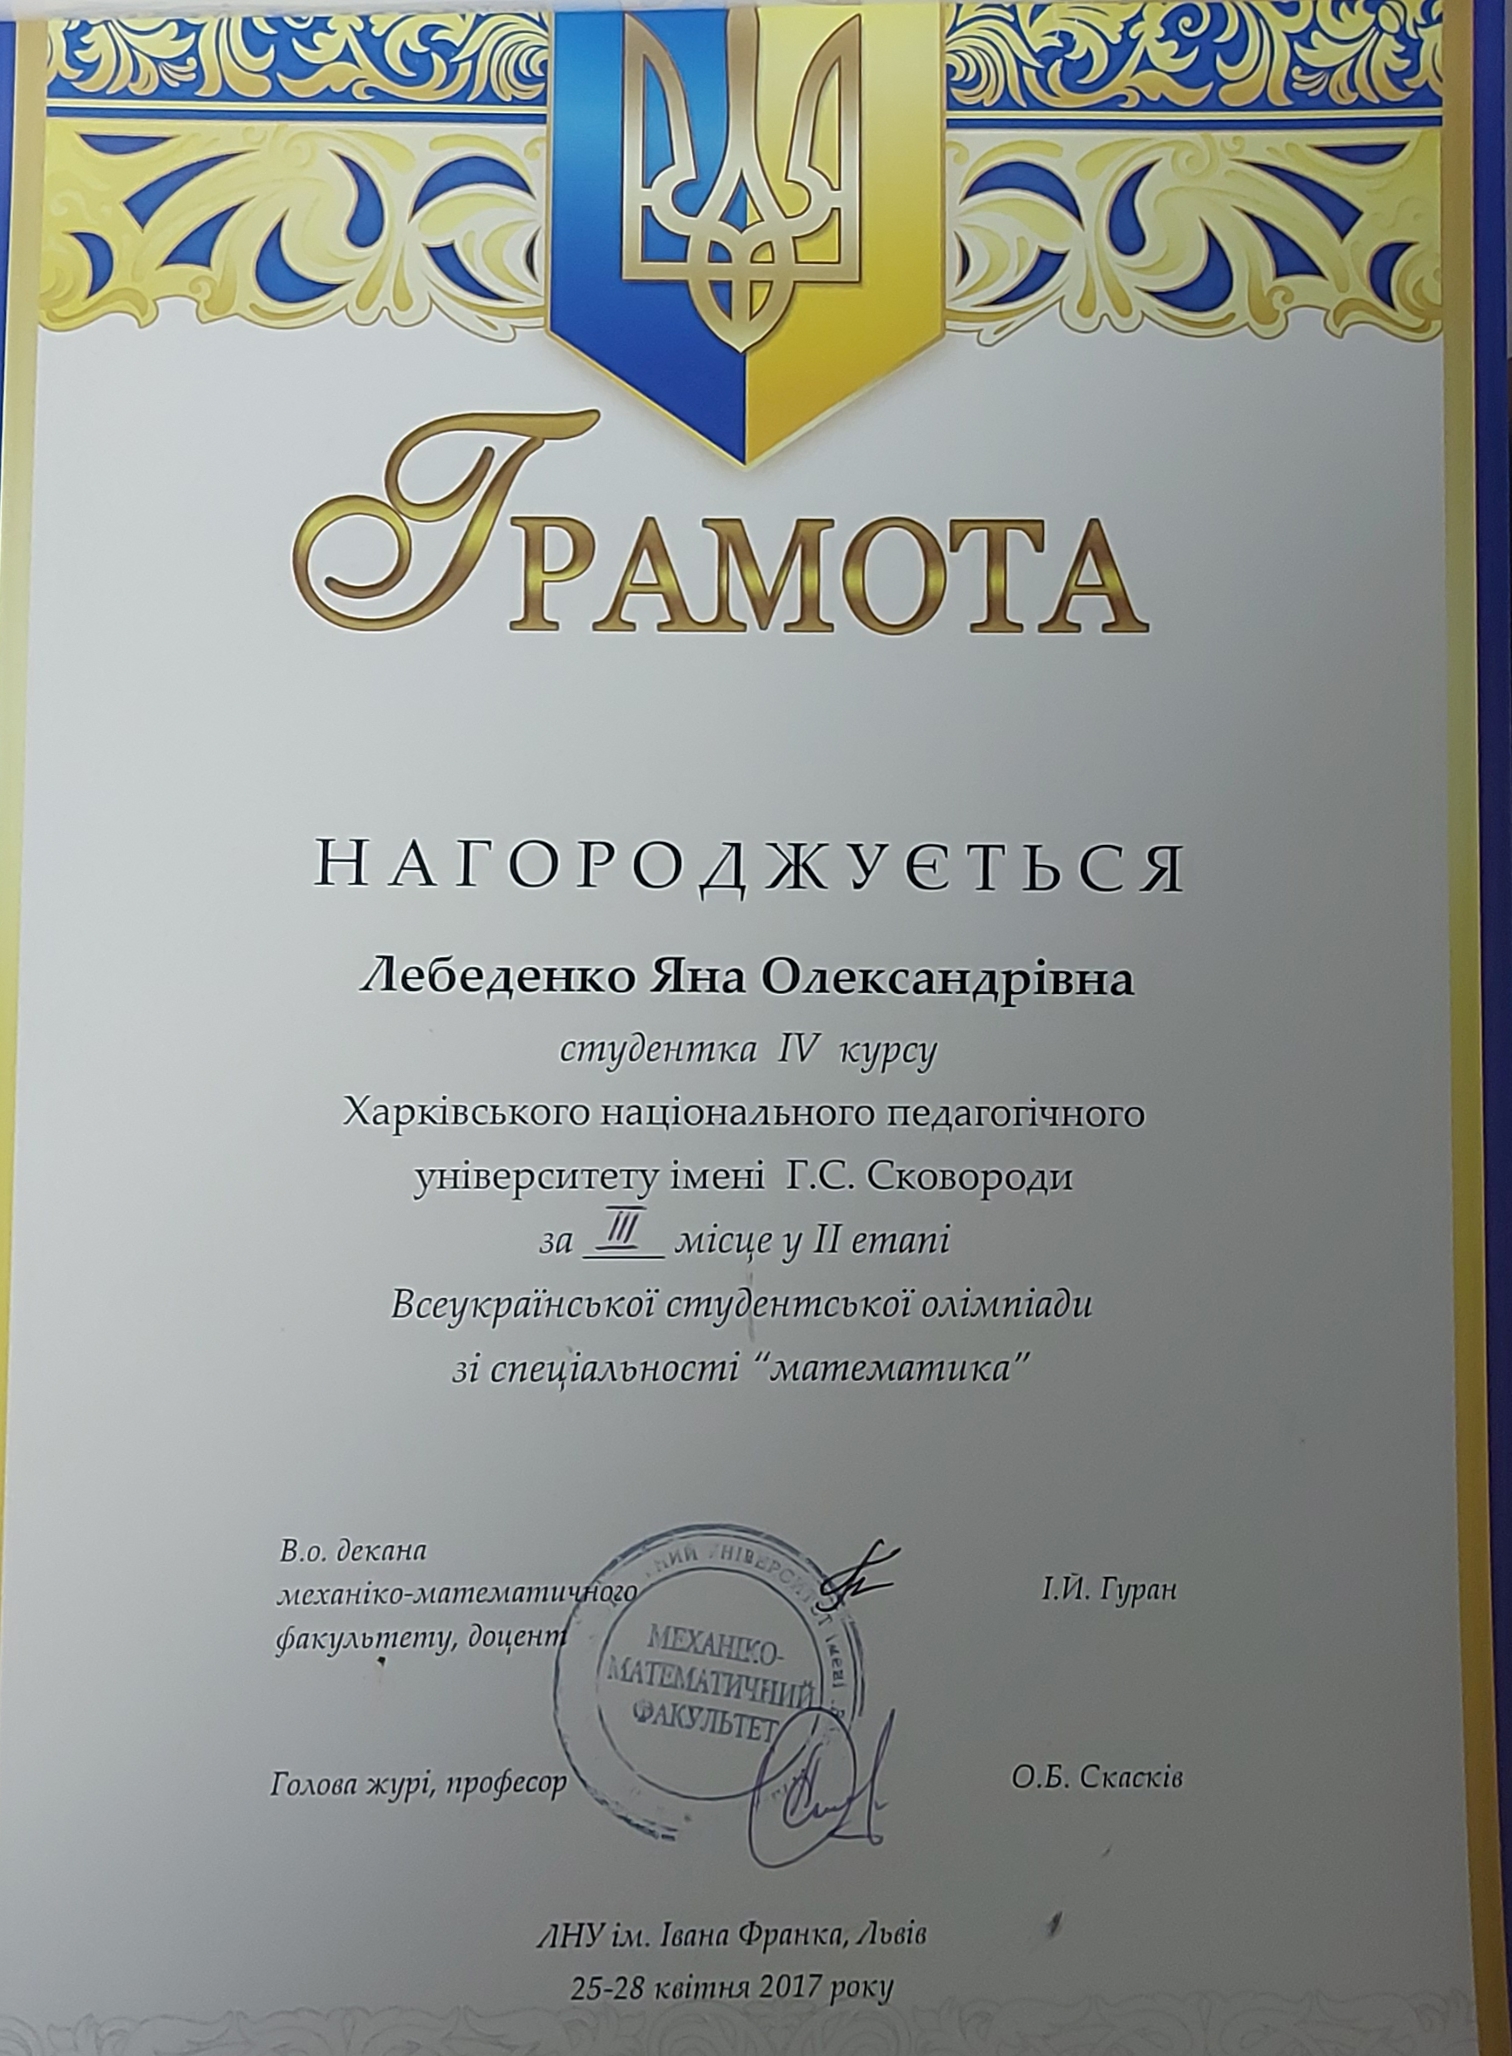 ГРАМОТА
НАГОРОДЖУЄТЬСЯ
Лебеденко Яна Олександрівна
студентка IV курсу
Харківського національного педагогічного
університету імені Г.С. Сковороди
за III місце у II етапі
Всеукраїнської студентської олімпіади
зі спеціальності “математика”
В.о. декана
механіко-математичного
факультету, доцент
І.Й. Гуран
УНІВЕРСИТЕТ імені
МЕХАНІКО-
МАТЕМАТИЧНИЙ
ФАКУЛЬТЕТ
Голова журі, професор
О.Б. Скасків
ЛНУ ім. Івана Франка, Львів
25-28 квітня 2017 року